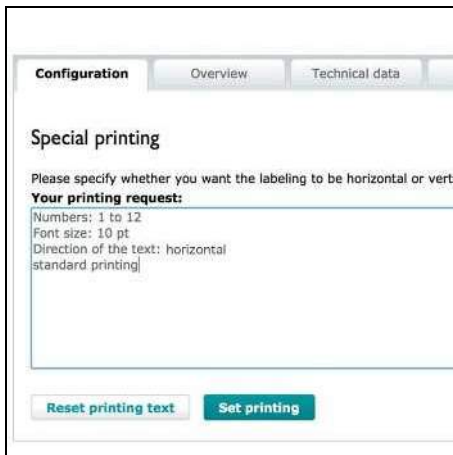 Configuration Overview Technical data
Special printing
Please specify whether you want the labeling to be horizontal or vert
Your printing request:
Numbers: 1 to 12
Font size: 10 pt
Direction of the text: horizontal
standard printing
Reset printing text Set printing